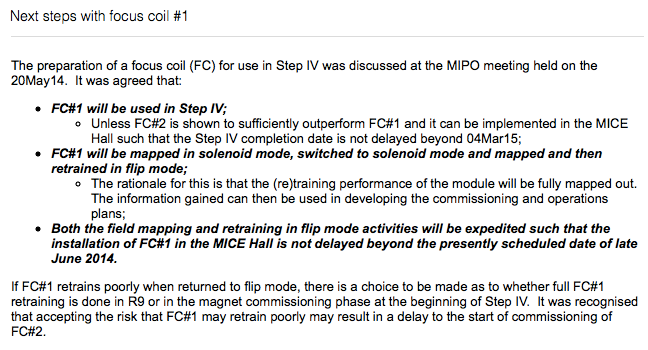 Next steps with focus coil #1
The preparation of a focus coil (FC) for use in Step IV was discussed at the MIPO meeting held on the
20May14.  It was agreed that:
• FC#1 will be used in Step IV;
o Unless FC#2 is shown to sufficiently outperform FC#1 and it can be implemented in the MICE
Hall such that the Step IV completion date is not delayed beyond 04Mar15;
• FC#1 will be mapped in solenoid mode, switched to solenoid mode and mapped and then
retrained in flip mode;
o The rationale for this is that the (re)training performance of the module will be fully mapped out.
The information gained can then be used in developing the commissioning and operations
plans;
• Both the field mapping and retraining in flip mode activities will be expedited such that the
installation of FC#1 in the MICE Hall is not delayed beyond the presently scheduled date of late
June 2014.
If FC#1 retrains poorly when returned to flip mode, there is a choice to be made as to whether full FC#1
retraining is done in R9 or in the magnet commissioning phase at the beginning of Step IV.  It was recognised
that accepting the risk that FC#1 may retrain poorly may result in a delay to the start of commissioning of
FC#2.